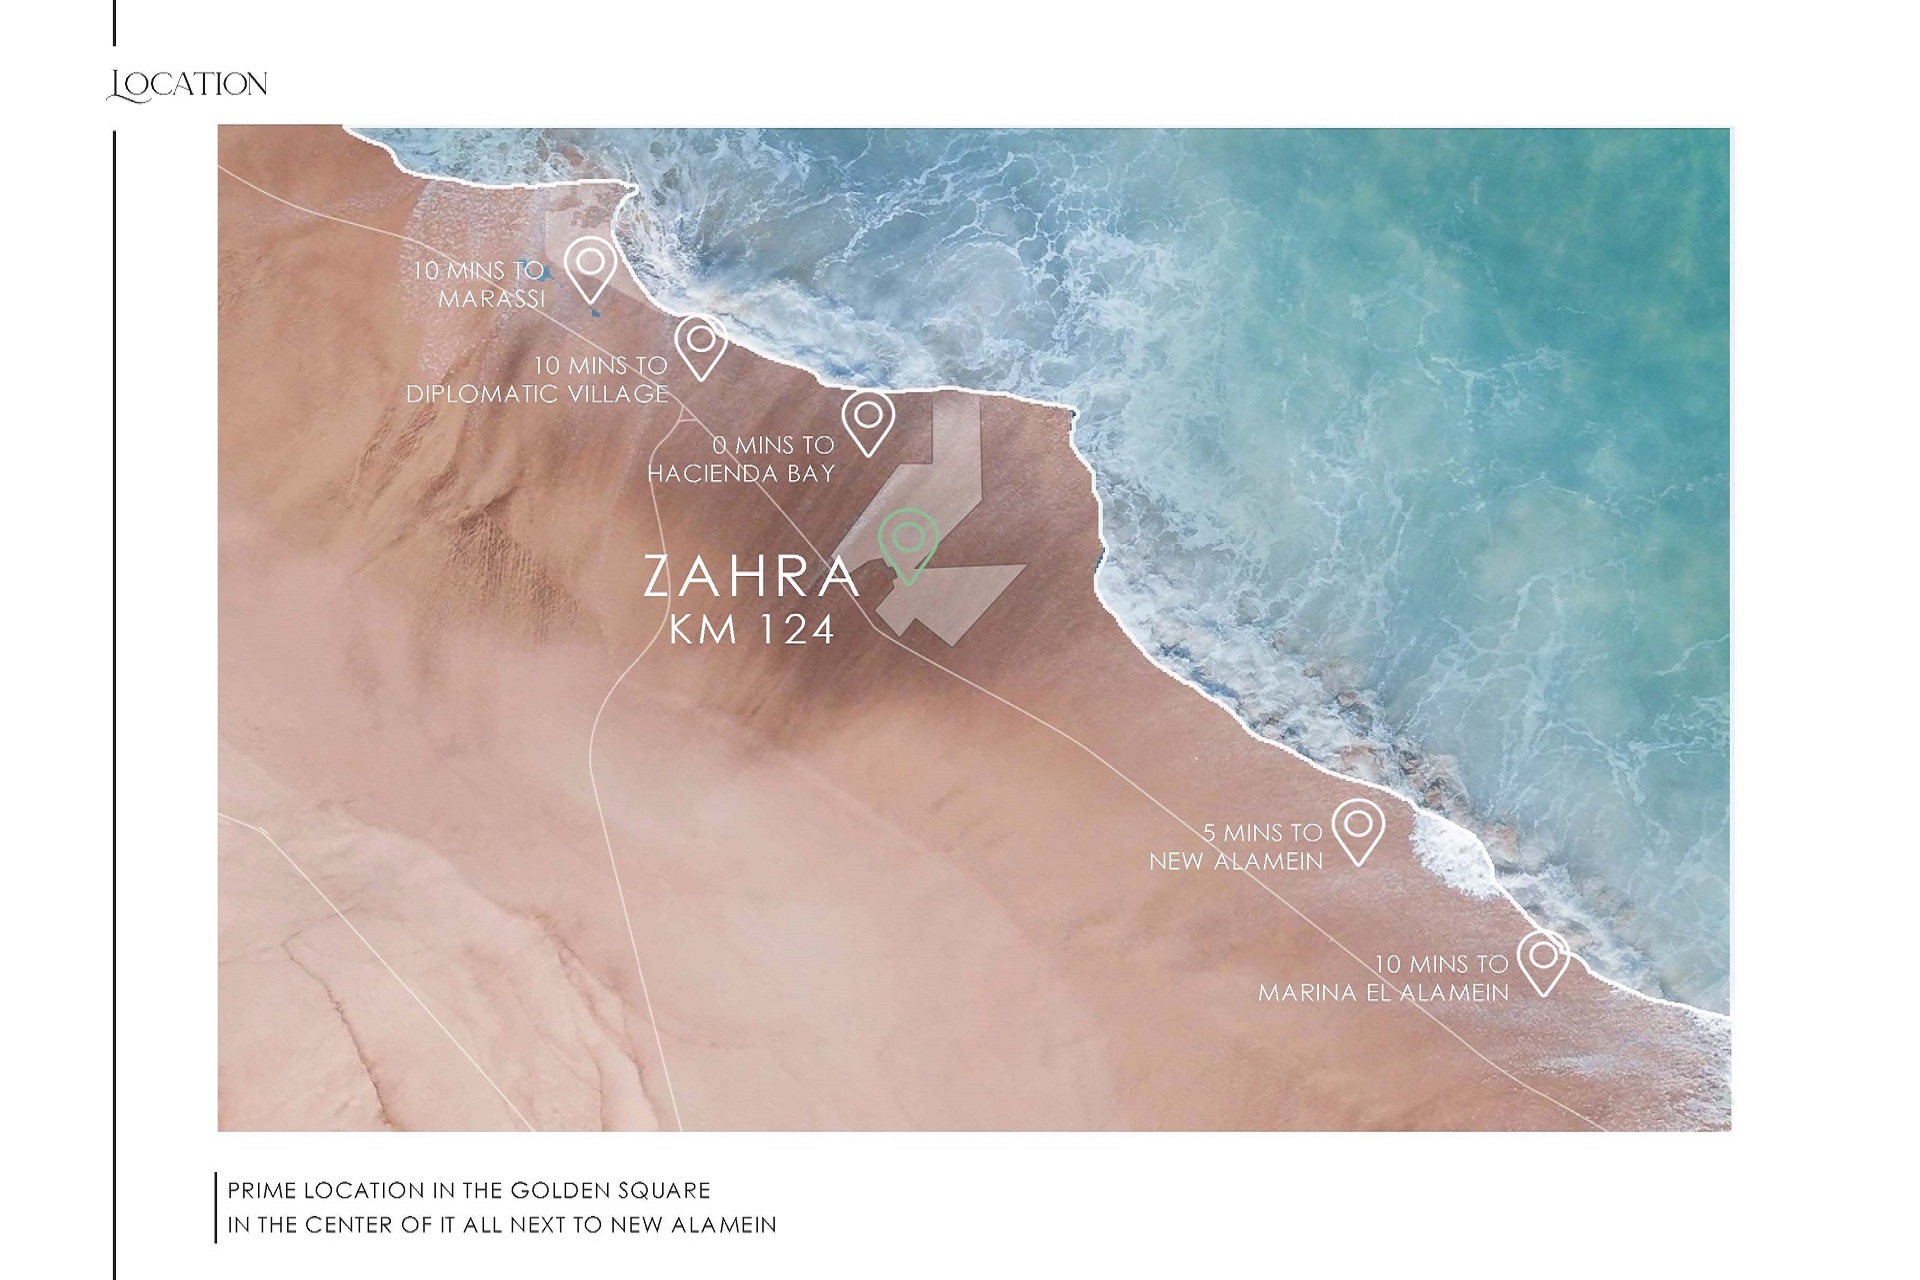 LOCATION
10 MINS TO
MARASSI
10 MINS TO
DIPLOMATIC VILLAGE
0 MINS TO
HACIENDA BAY
ZAHRA
KM 124
5 MINS TO
NEW ALAMEIN
10 MINS TO
MARINA EL ALAMEIN
PRIME LOCATION IN THE GOLDEN SQUARE
IN THE CENTER OF IT ALL NEXT TO NEW ALAMEIN